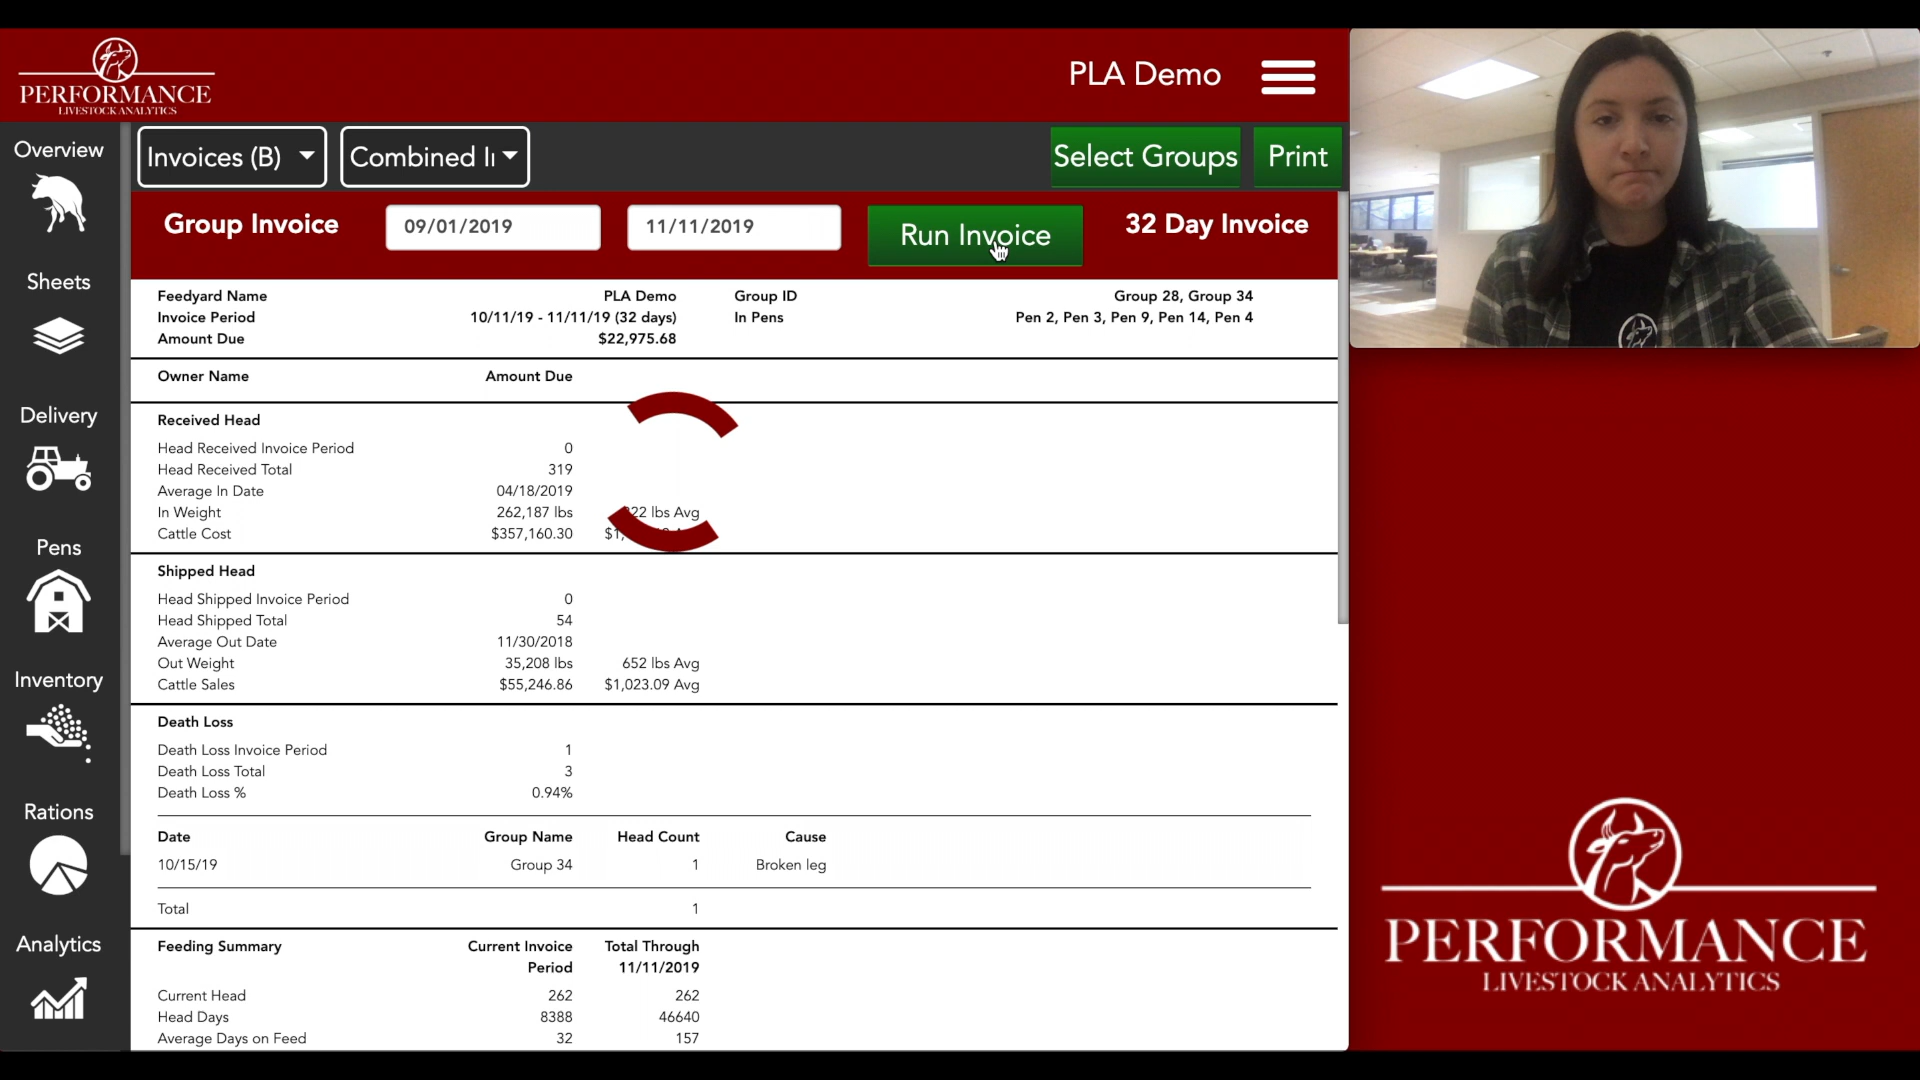 PERFORMANCE
LIVESTOCK ANALYTICS
PLA Demo
Overview
Sheets
Delivery
Pens
Inventory
Rations
Analytics
Invoices (B)
Combined
Select Groups
Print
Group Invoice 09/01/2019 11/11/2019 Run Invoice 32 Day Invoice
Feedyard Name PLA Demo Group ID Group 28, Group 34
Invoice Period 10/11/19 - 11/11/19 (32 days) In Pens Pen 2, Pen 3, Pen 9, Pen 14, Pen 4
Amount Due $22,975.68
Owner Name Amount Due
Received Head
Head Received Invoice Period 0
Head Received Total 319
Average In Date 04/18/2019
In Weight 262,187 lbs lbs Avg
Cattle Cost $357,160.30
Shipped Head
Head Shipped Invoice Period 0
Head Shipped Total 54
Average Out Date 11/30/2018
Out Weight 35,208 lbs 652 lbs Avg
Cattle Sales $55,246.86 $1,023.09 Avg
Death Loss
Death Loss Invoice Period 1
Death Loss Total 3
Death Loss % 0.94%
Date Group Name Head Count Cause
10/15/19 Group 34 1 Broken leg
Total 1
Feeding Summary Current Invoice Total Through
Period 11/11/2019
Current Head 262 262
Head Days 8388 46640
Average Days on Feed 32 157
PERFORMANCE
LIVESTOCK ANALYTICS